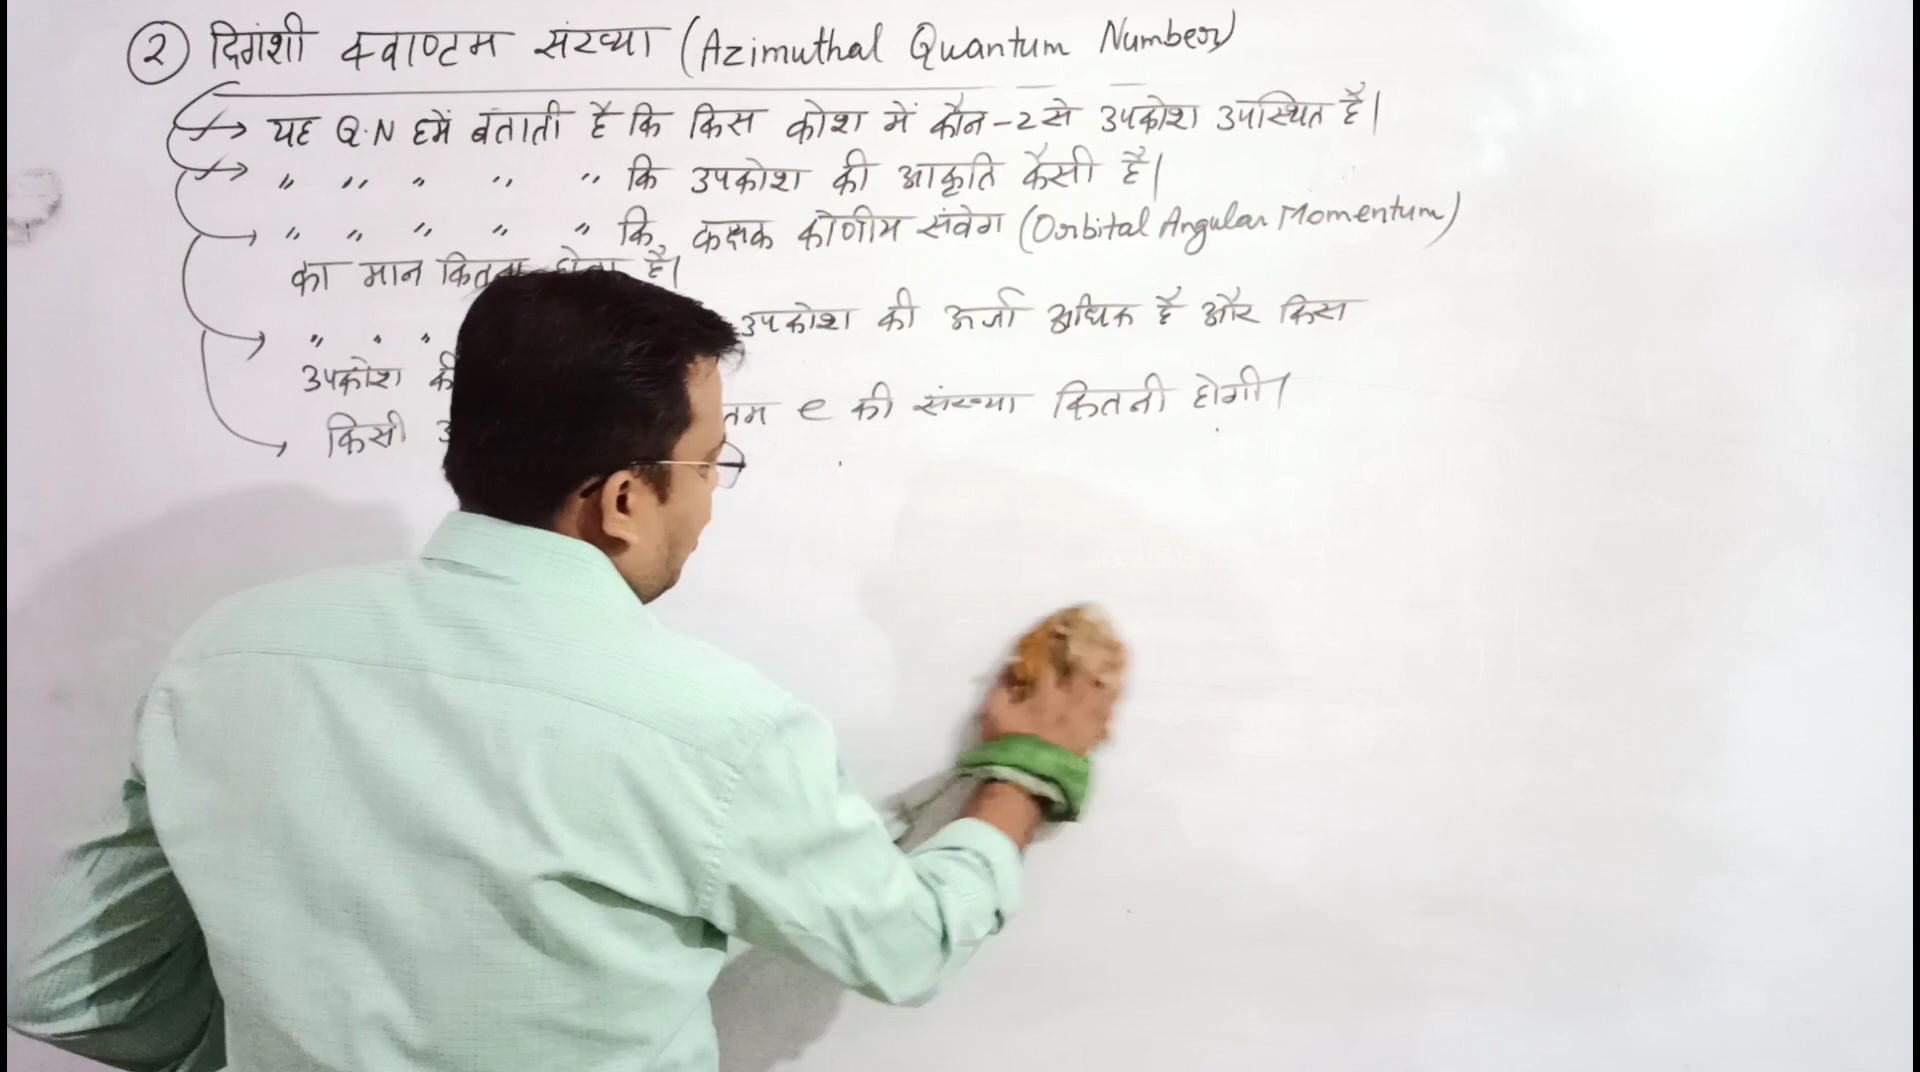 ② दिगंशी क्वाण्टम संख्या (Azimuthal Quantum Number)
→ यह Q.N हमें बताती है कि किस कोश में कौन-2 से उपकोश उपस्थित है।
→ " " " " " कि उपकोश की आकृति कैसी है।
→ " " " " " कि कक्षक कोणीय संवेग (Orbital Angular Momentum)
का मान कितना होता है।
→ " " " उपकोश की ऊर्जा अधिक है और किस
उपकोश की
→ किसी e की संख्या कितनी होगी।